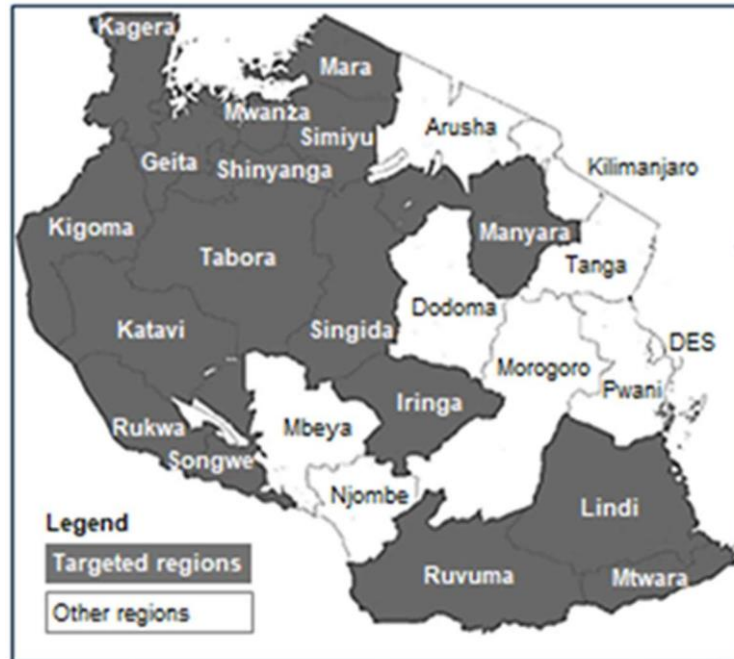 Kagera
Mara
Mwanza
Arusha
Simiyu
Geita
Shinyanga
Kilimanjaro
Kigoma
Manyara
Tabora
Tanga
Dodoma
Katavi
Singida
DES
Morogoro
Pwani
Iringa
Rukwa
Mbeya
Songwe
Njombe
Lindi
Legend
Targeted regions
Ruvuma
Mtwara
Other regions